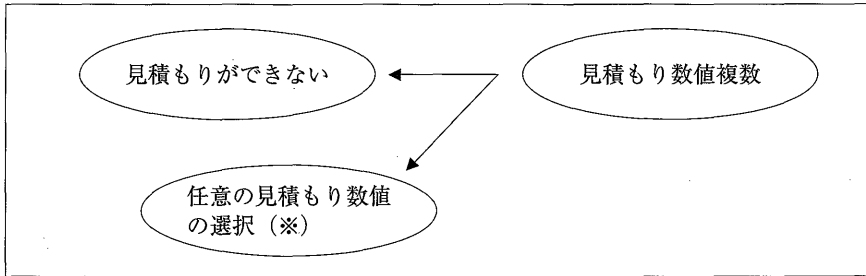 見積もりができない
見積もり数値複数
任意の見積もり数値
の選択（※）